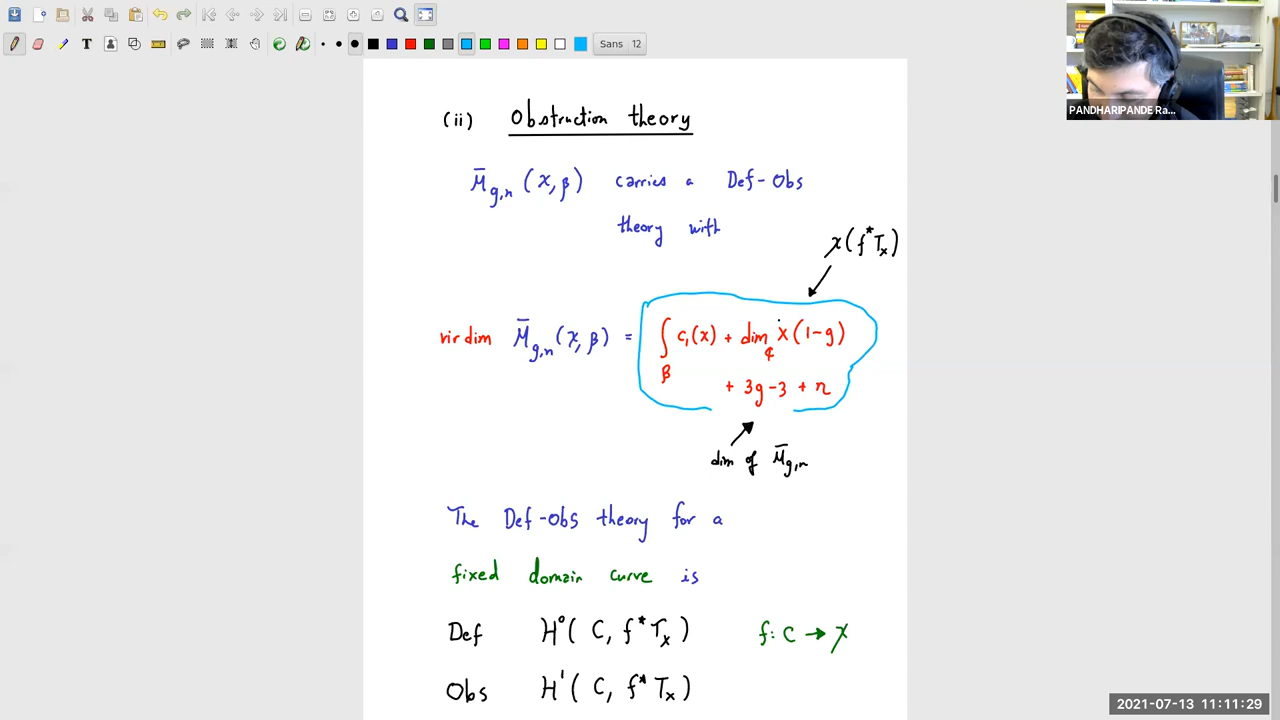 Sans 12
PANDHARIPANDE Ra...
(ii) Obstruction theory
M̄g,n (X, β) carries a Def-Obs
theory with
χ(f*Tx)
vir dim M̄g,n (X, β) = ∫β c₁(X) + dim_ℂ X (1-g)
+ 3g-3 + n
dim of M̄g,n
The Def-Obs theory for a
fixed domain curve is
Def H⁰( C, f*Tx ) f: C → X
Obs H¹( C, f*Tx )
2021-07-13 11:11:29